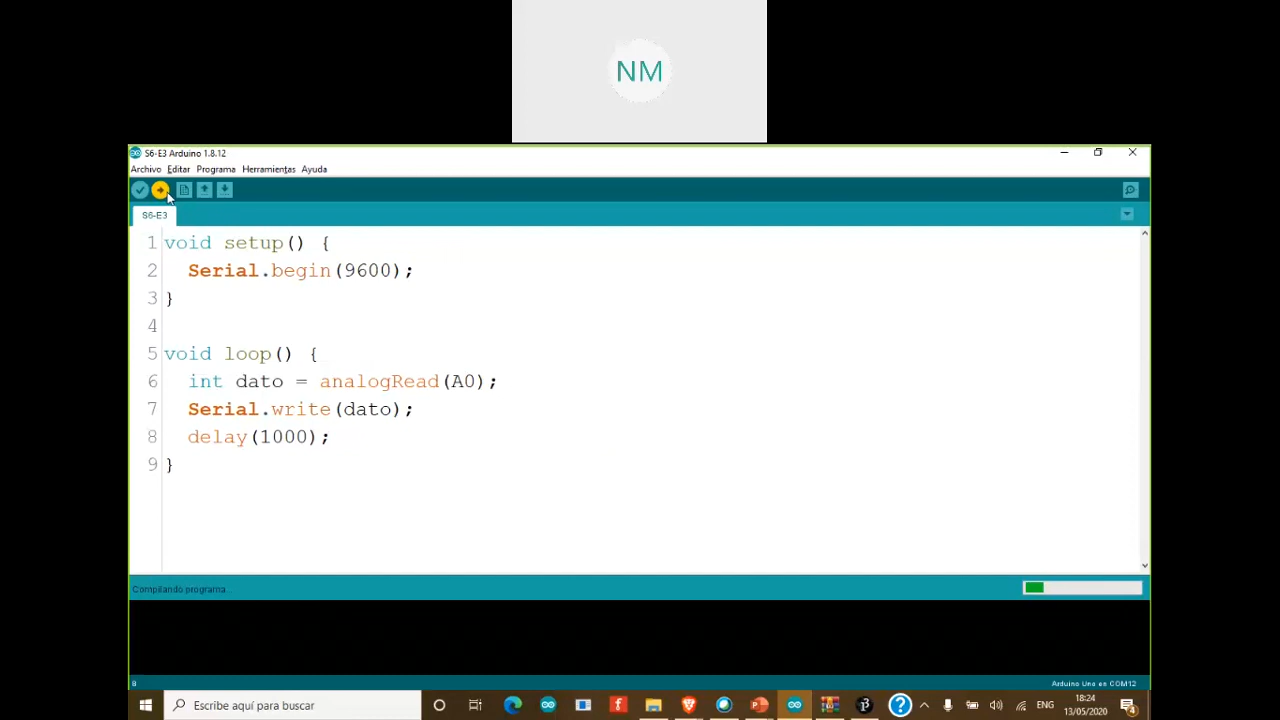 NM
S6-E3 Arduino 1.8.12
Archivo Editar Programa Herramientas Ayuda
S6-E3
1 void setup() {
2 Serial.begin(9600);
3 }
4
5 void loop() {
6 int dato = analogRead(A0);
7 Serial.write(dato);
8 delay(1000);
9 }
Compilando programa...
8
Arduino Uno en COM12
Escribe aquí para buscar
ENG
18:24
13/05/2020
4